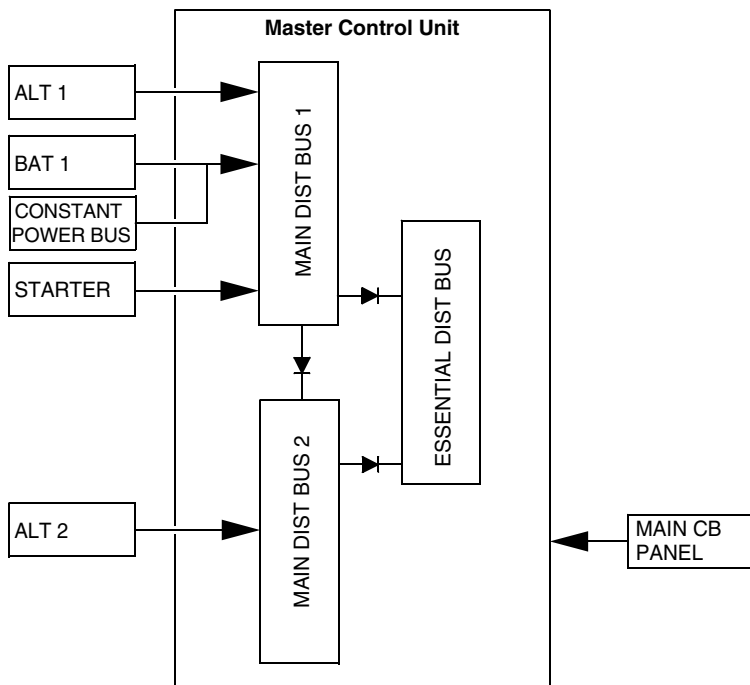 Master Control Unit
ALT 1
BAT 1
CONSTANT
POWER BUS
STARTER
MAIN DIST BUS 1
ESSENTIAL DIST BUS
MAIN DIST BUS 2
ALT 2
MAIN CB
PANEL